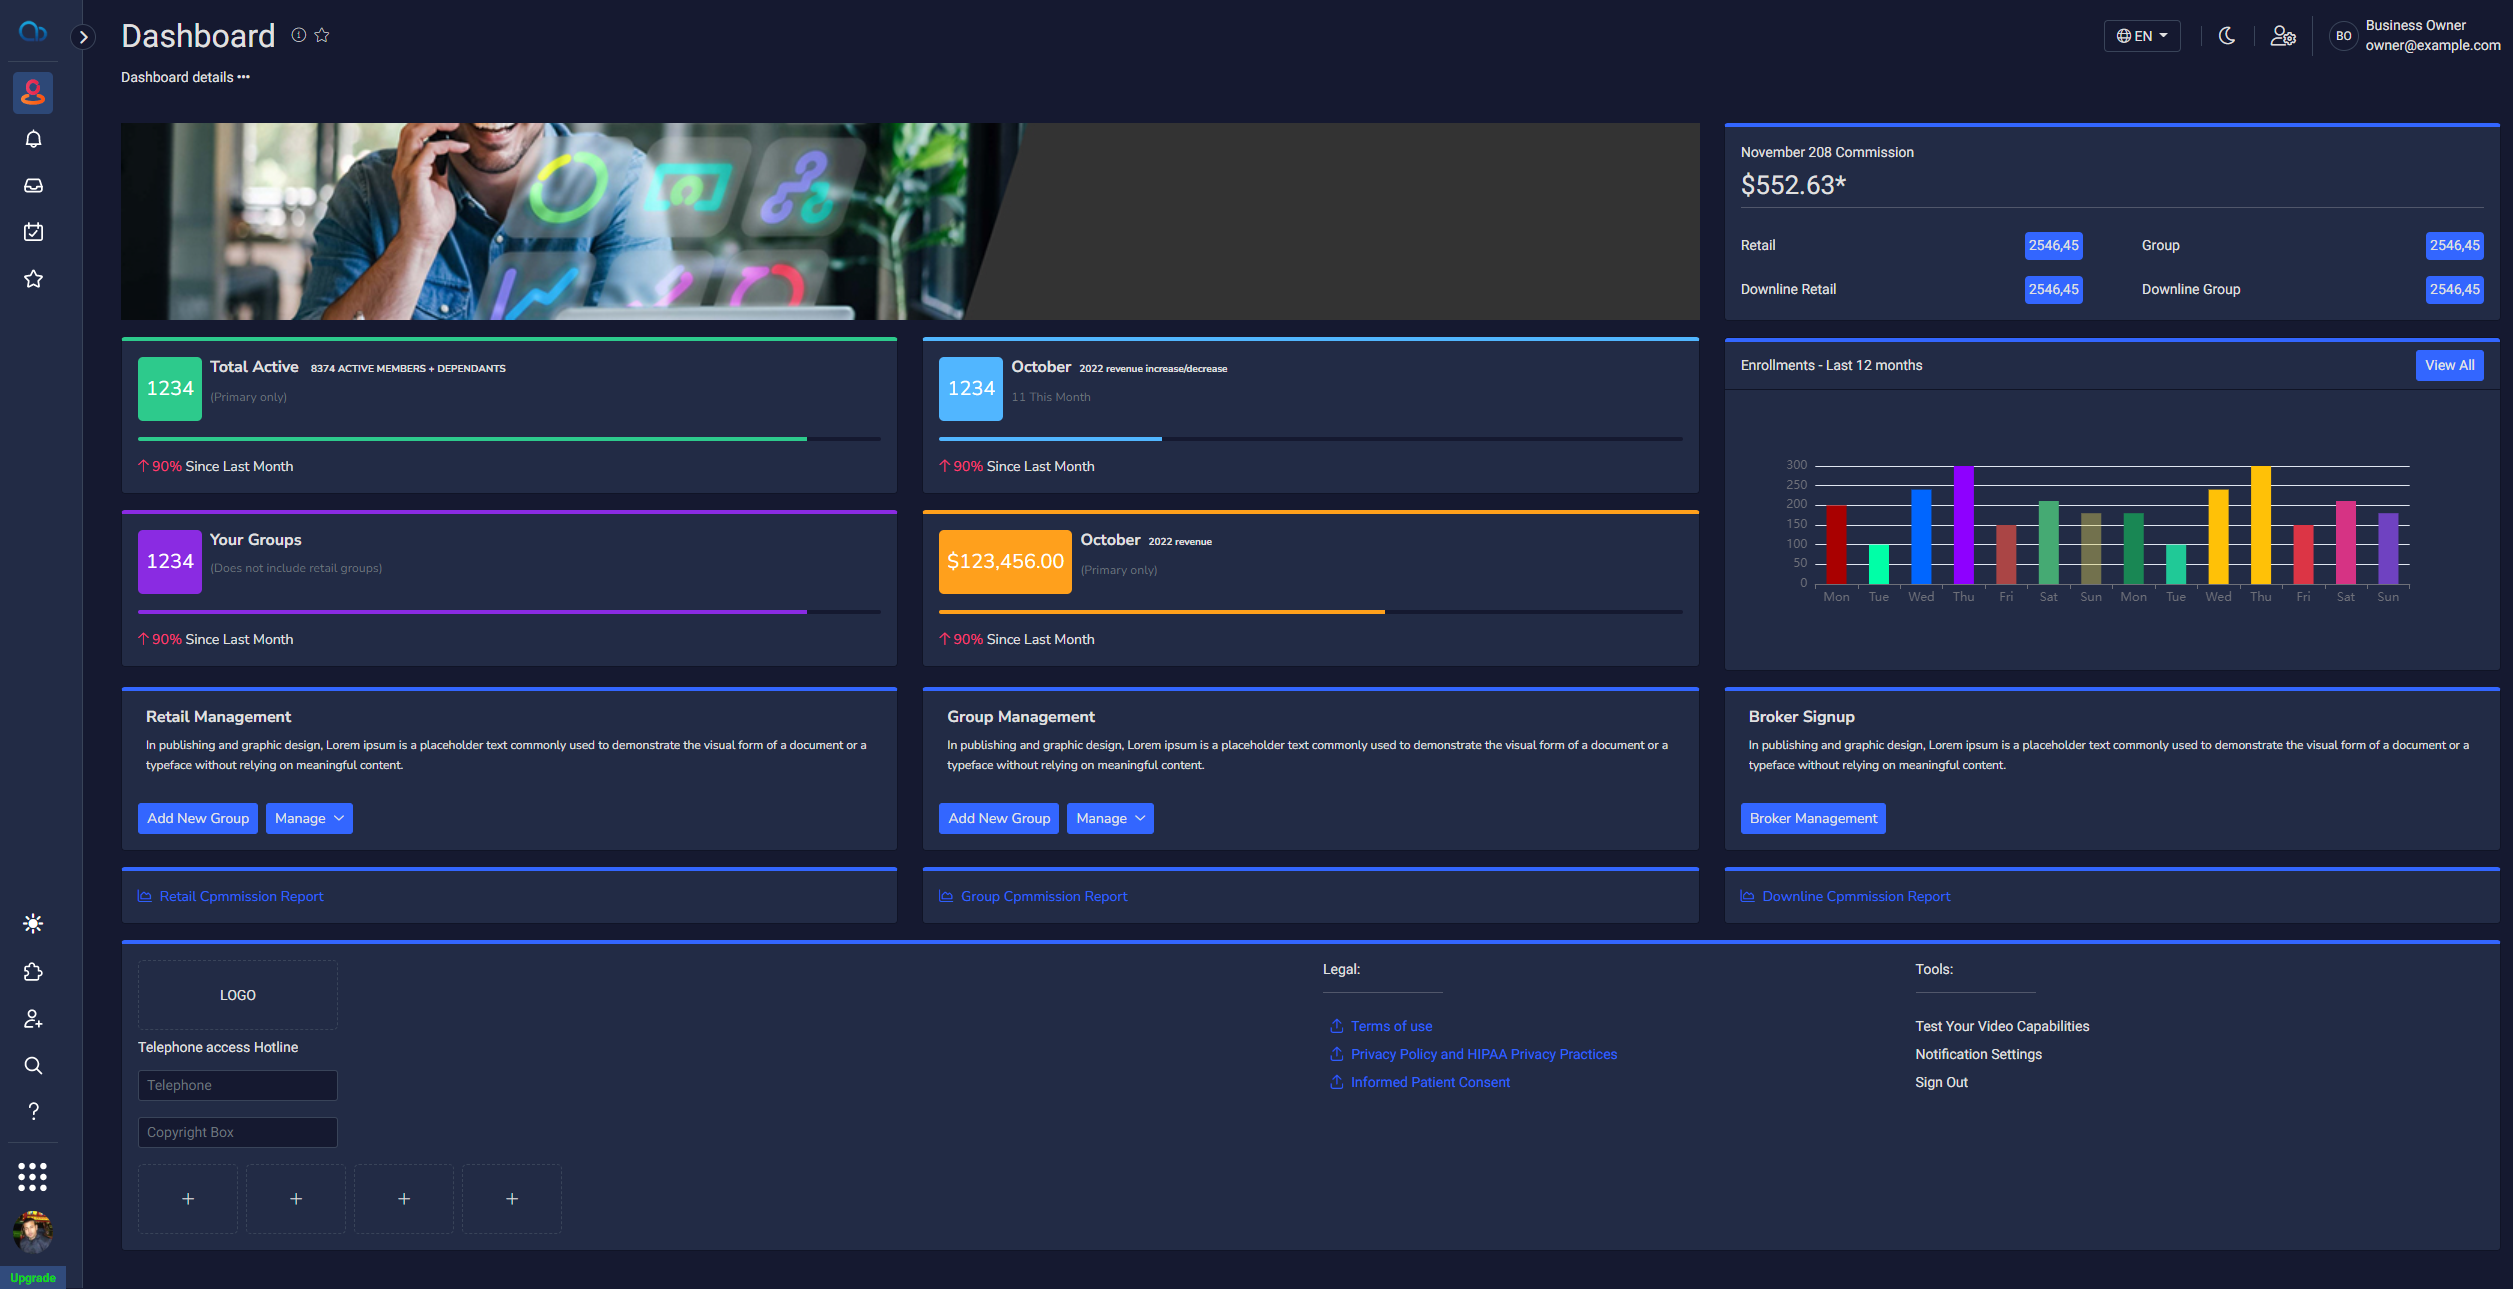 Dashboard
Dashboard details •••
EN
BO
Business Owner
owner@example.com
November 208 Commission
$552.63*
Retail 2546,45 Group 2546,45
Downline Retail 2546,45 Downline Group 2546,45
1234
Total Active 8374 ACTIVE MEMBERS + DEPENDANTS
(Primary only)
90% Since Last Month
1234
October 2022 revenue increase/decrease
11 This Month
90% Since Last Month
Enrollments - Last 12 months
View All
300
250
200
150
100
50
0
Mon Tue Wed Thu Fri Sat Sun Mon Tue Wed Thu Fri Sat Sun
1234
Your Groups
(Does not include retail groups)
90% Since Last Month
$123,456.00
October 2022 revenue
(Primary only)
90% Since Last Month
Retail Management
In publishing and graphic design, Lorem ipsum is a placeholder text commonly used to demonstrate the visual form of a document or a
typeface without relying on meaningful content.
Add New Group Manage
Group Management
In publishing and graphic design, Lorem ipsum is a placeholder text commonly used to demonstrate the visual form of a document or a
typeface without relying on meaningful content.
Add New Group Manage
Broker Signup
In publishing and graphic design, Lorem ipsum is a placeholder text commonly used to demonstrate the visual form of a document or a
typeface without relying on meaningful content.
Broker Management
Retail Cpmmission Report
Group Cpmmission Report
Downline Cpmmission Report
LOGO
Telephone access Hotline
Telephone
Copyright Box
+ + + +
Legal:
Terms of use
Privacy Policy and HIPAA Privacy Practices
Informed Patient Consent
Tools:
Test Your Video Capabilities
Notification Settings
Sign Out
Upgrade